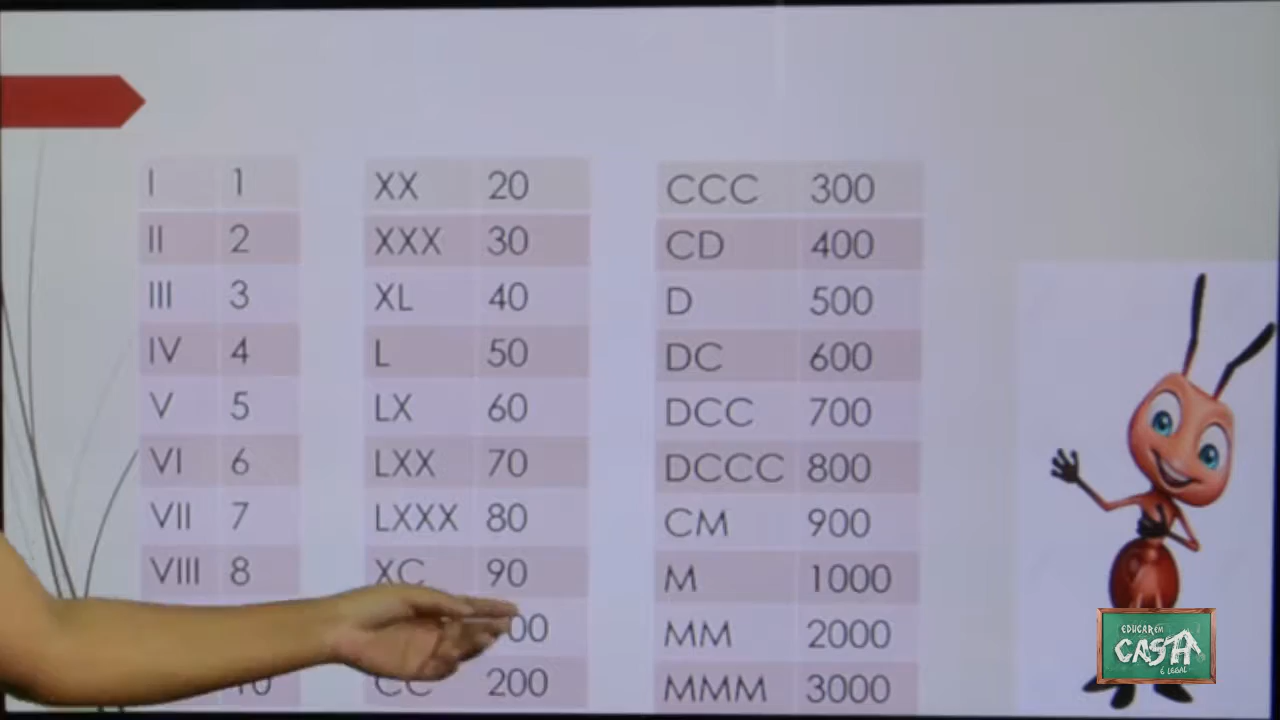 I 1
II 2
III 3
IV 4
V 5
VI 6
VII 7
VIII 8
XX 20
XXX 30
XL 40
L 50
LX 60
LXX 70
LXXX 80
XC 90
CC 200
CCC 300
CD 400
D 500
DC 600
DCC 700
DCCC 800
CM 900
M 1000
MM 2000
MMM 3000
EDUCAR EM
CASA
É LEGAL